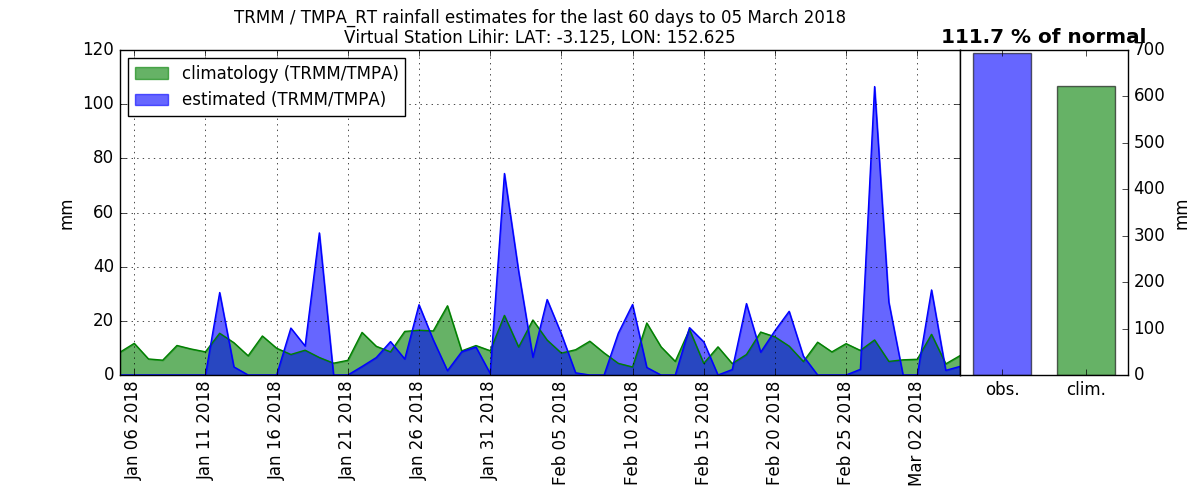 TRMM / TMPA_RT rainfall estimates for the last 60 days to 05 March 2018
Virtual Station Lihir: LAT: -3.125, LON: 152.625
111.7 % of normal
climatology (TRMM/TMPA)
estimated (TRMM/TMPA)
120
100
80
60
40
20
0
mm
Jan 06 2018
Jan 11 2018
Jan 16 2018
Jan 21 2018
Jan 26 2018
Jan 31 2018
Feb 05 2018
Feb 10 2018
Feb 15 2018
Feb 20 2018
Feb 25 2018
Mar 02 2018
obs.
clim.
700
600
500
400
300
200
100
0
mm